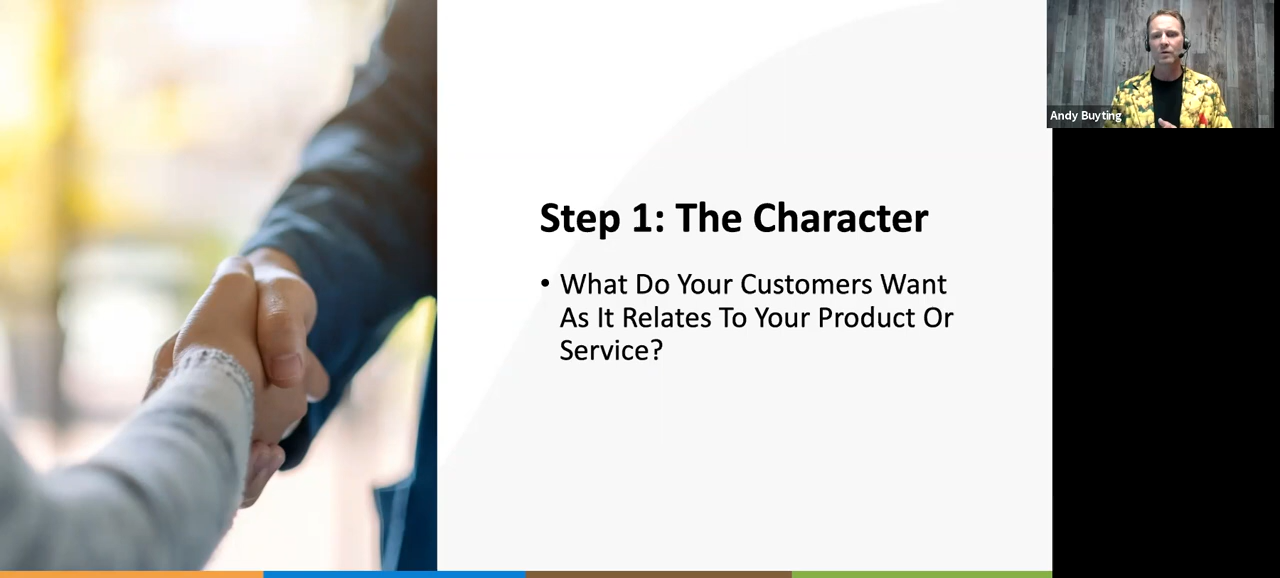 Andy Buyting
Step 1: The Character
• What Do Your Customers Want
As It Relates To Your Product Or
Service?